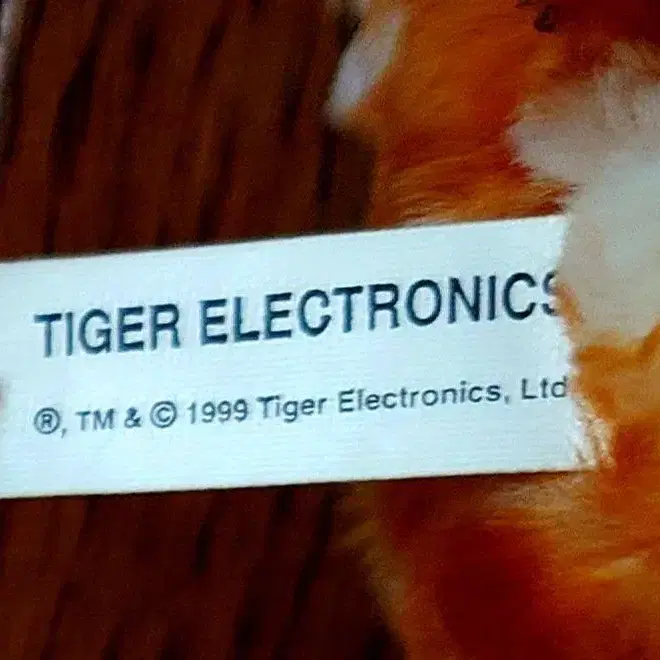 TIGER ELECTRONICS
®, TM & © 1999 Tiger Electronics, Ltd